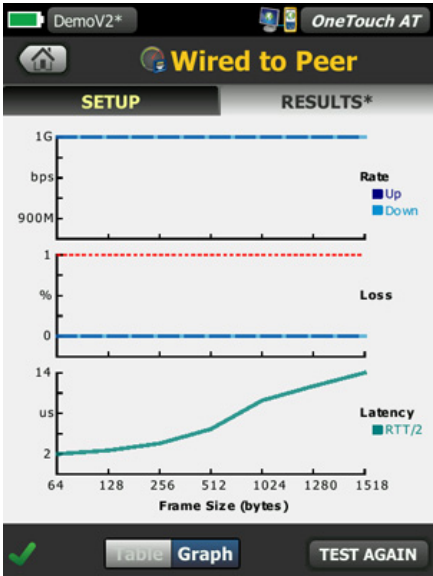 DemoV2*
OneTouch AT
Wired to Peer
SETUP
RESULTS*
1G
bps
900M
Rate
Up
Down
1
%
0
Loss
14
us
2
Latency
RTT/2
64 128 256 512 1024 1280 1518
Frame Size (bytes)
Table Graph
TEST AGAIN